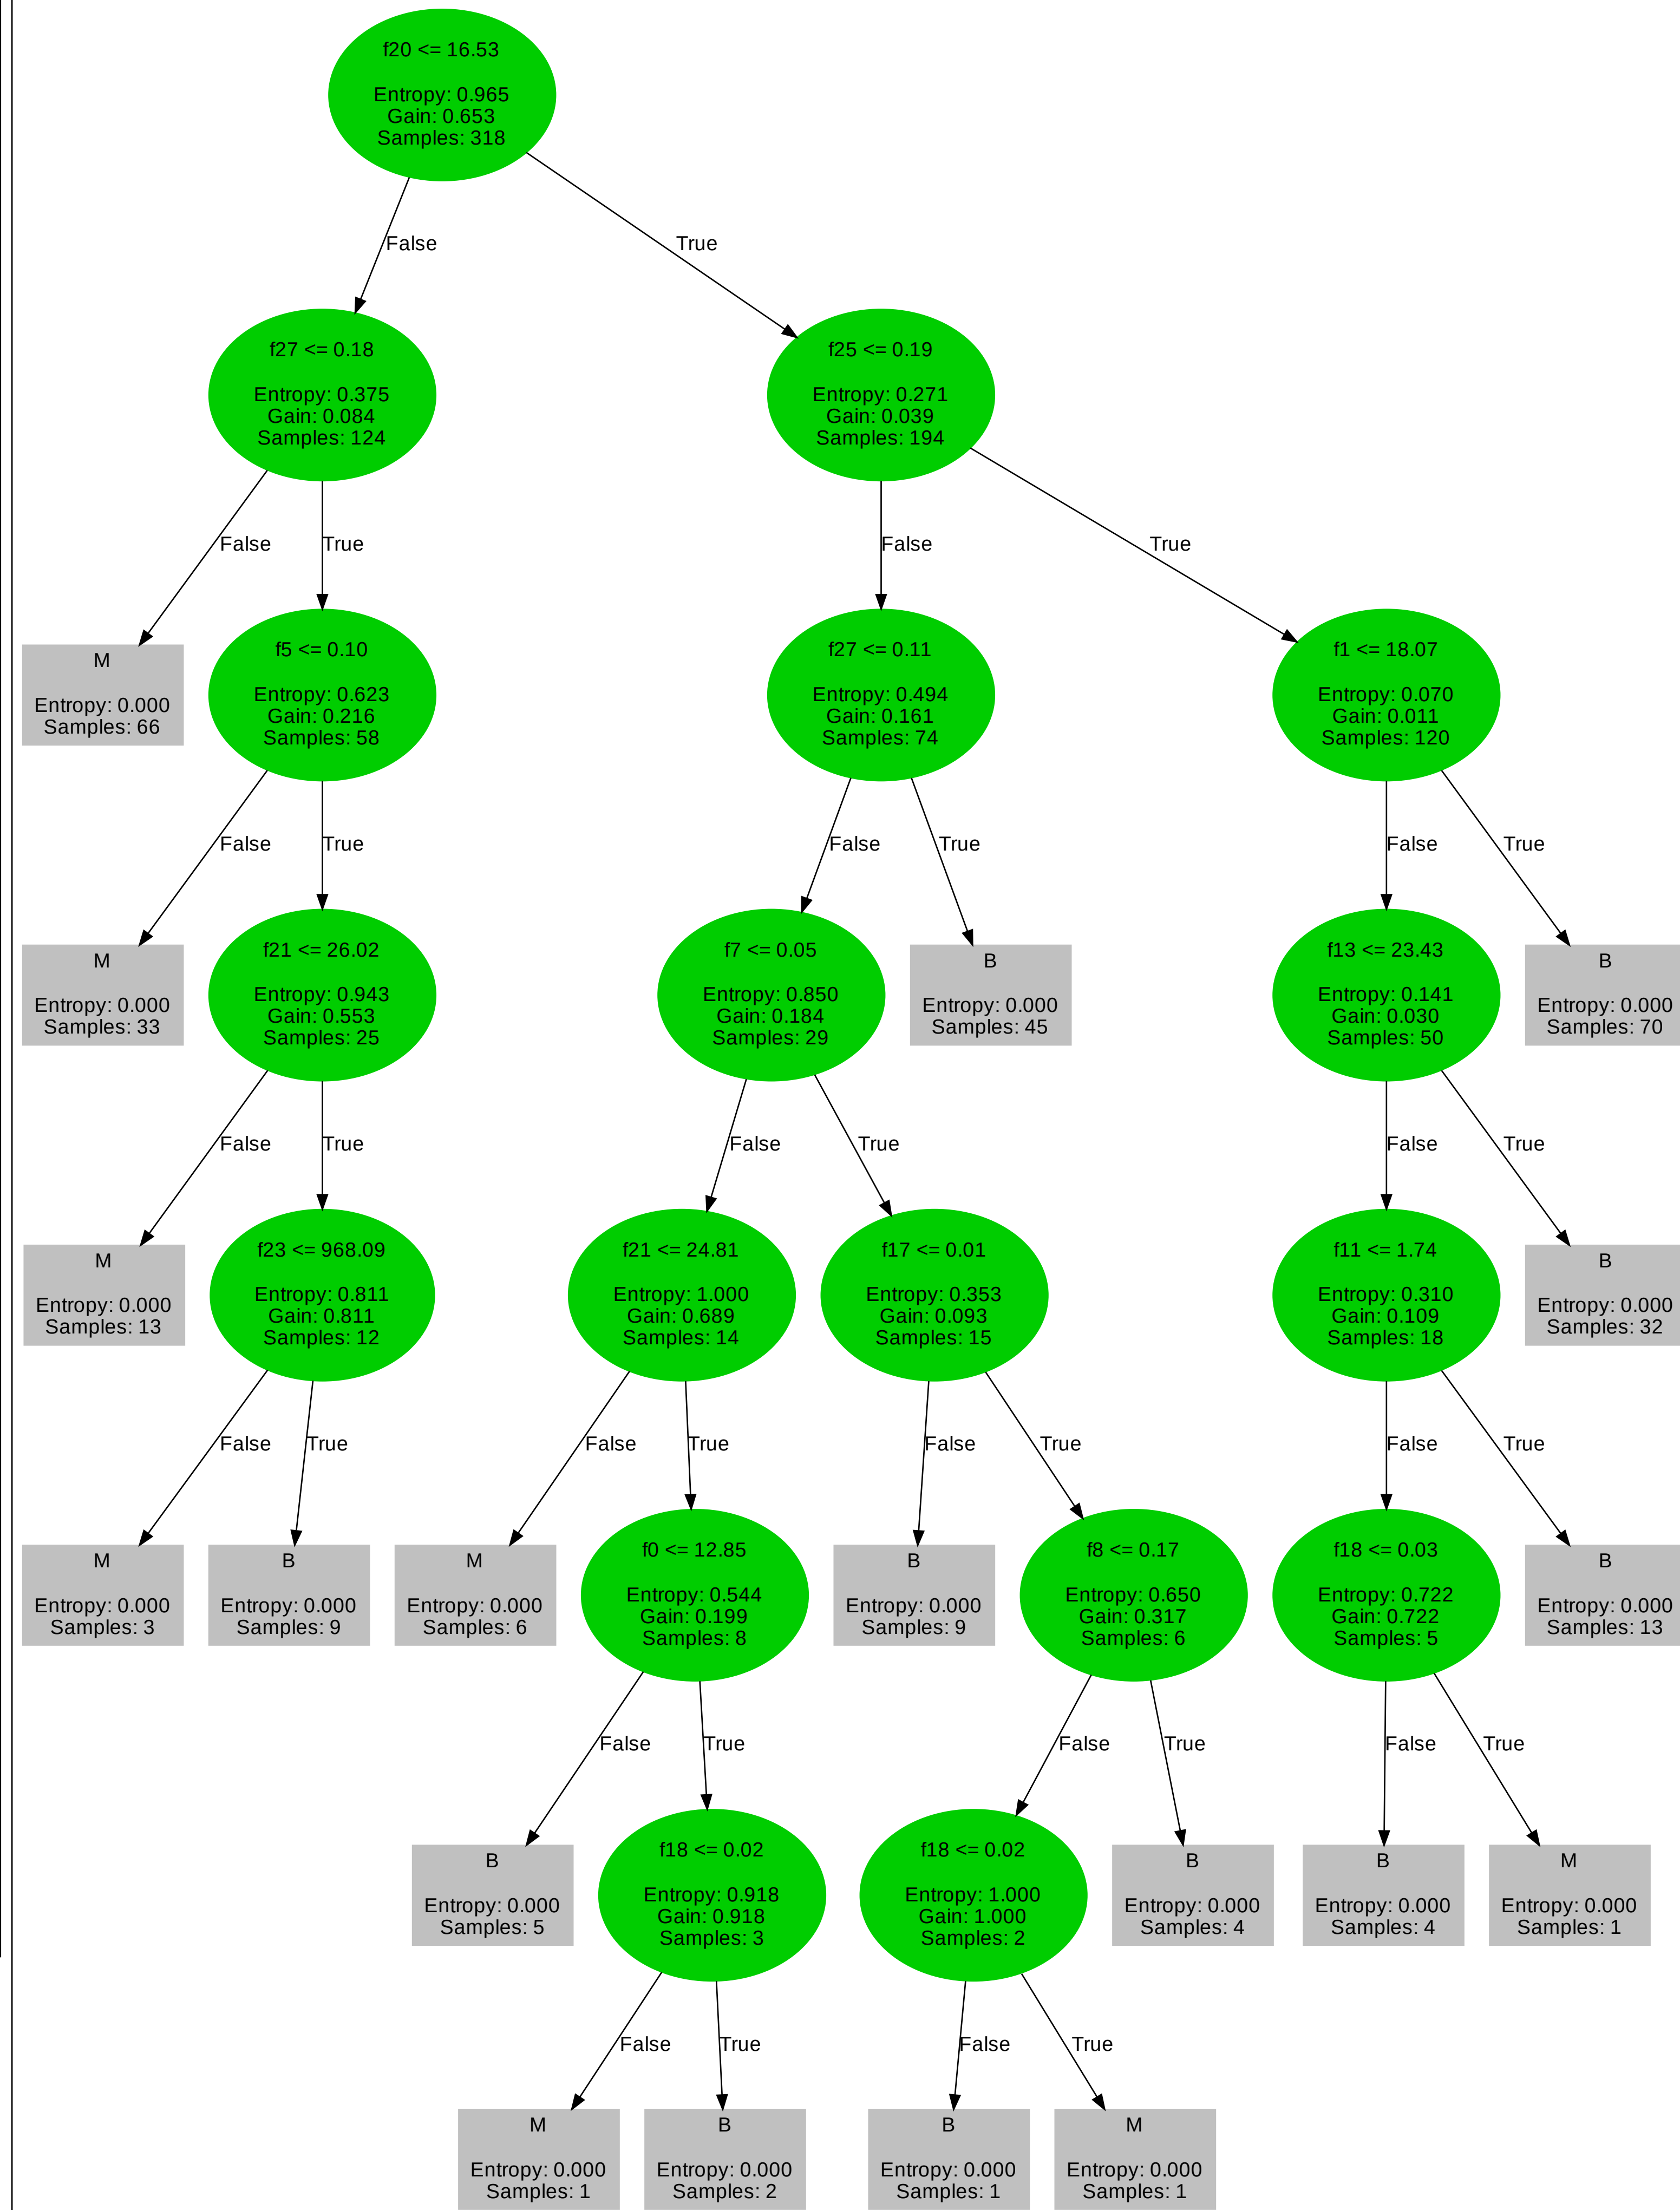 f20 <= 16.53
Entropy: 0.965
Gain: 0.653
Samples: 318
False
True
f27 <= 0.18
Entropy: 0.375
Gain: 0.084
Samples: 124
f25 <= 0.19
Entropy: 0.271
Gain: 0.039
Samples: 194
False
True
False
True
M
Entropy: 0.000
Samples: 66
f5 <= 0.10
Entropy: 0.623
Gain: 0.216
Samples: 58
f27 <= 0.11
Entropy: 0.494
Gain: 0.161
Samples: 74
f1 <= 18.07
Entropy: 0.070
Gain: 0.011
Samples: 120
False
True
False
True
False
True
M
Entropy: 0.000
Samples: 33
f21 <= 26.02
Entropy: 0.943
Gain: 0.553
Samples: 25
f7 <= 0.05
Entropy: 0.850
Gain: 0.184
Samples: 29
B
Entropy: 0.000
Samples: 45
f13 <= 23.43
Entropy: 0.141
Gain: 0.030
Samples: 50
B
Entropy: 0.000
Samples: 70
False
True
False
True
False
True
M
Entropy: 0.000
Samples: 13
f23 <= 968.09
Entropy: 0.811
Gain: 0.811
Samples: 12
f21 <= 24.81
Entropy: 1.000
Gain: 0.689
Samples: 14
f17 <= 0.01
Entropy: 0.353
Gain: 0.093
Samples: 15
f11 <= 1.74
Entropy: 0.310
Gain: 0.109
Samples: 18
B
Entropy: 0.000
Samples: 32
False
True
False
True
False
True
False
True
M
Entropy: 0.000
Samples: 3
B
Entropy: 0.000
Samples: 9
M
Entropy: 0.000
Samples: 6
f0 <= 12.85
Entropy: 0.544
Gain: 0.199
Samples: 8
B
Entropy: 0.000
Samples: 9
f8 <= 0.17
Entropy: 0.650
Gain: 0.317
Samples: 6
f18 <= 0.03
Entropy: 0.722
Gain: 0.722
Samples: 5
B
Entropy: 0.000
Samples: 13
False
True
False
True
False
True
B
Entropy: 0.000
Samples: 5
f18 <= 0.02
Entropy: 0.918
Gain: 0.918
Samples: 3
f18 <= 0.02
Entropy: 1.000
Gain: 1.000
Samples: 2
B
Entropy: 0.000
Samples: 4
B
Entropy: 0.000
Samples: 4
M
Entropy: 0.000
Samples: 1
False
True
False
True
M
Entropy: 0.000
Samples: 1
B
Entropy: 0.000
Samples: 2
B
Entropy: 0.000
Samples: 1
M
Entropy: 0.000
Samples: 1